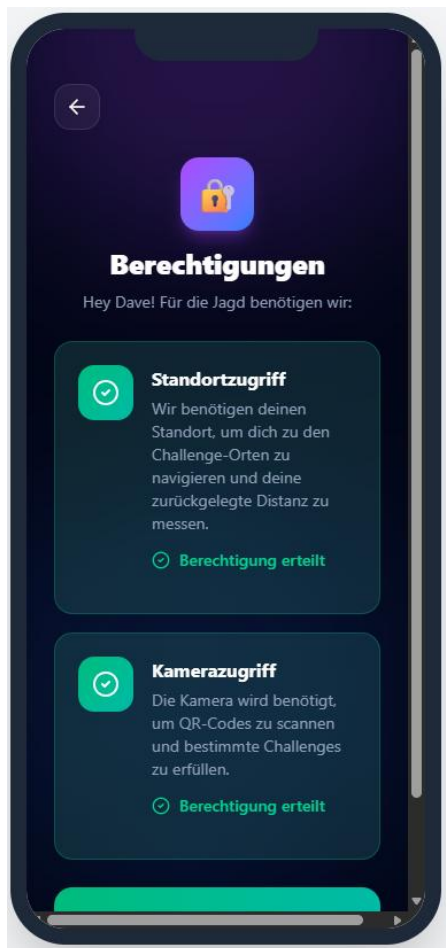 Berechtigungen
Hey Dave! Für die Jagd benötigen wir:
Standortzugriff
Wir benötigen deinen
Standort, um dich zu den
Challenge-Orten zu
navigieren und deine
zurückgelegte Distanz zu
messen.
Berechtigung erteilt
Kamerazugriff
Die Kamera wird benötigt,
um QR-Codes zu scannen
und bestimmte Challenges
zu erfüllen.
Berechtigung erteilt